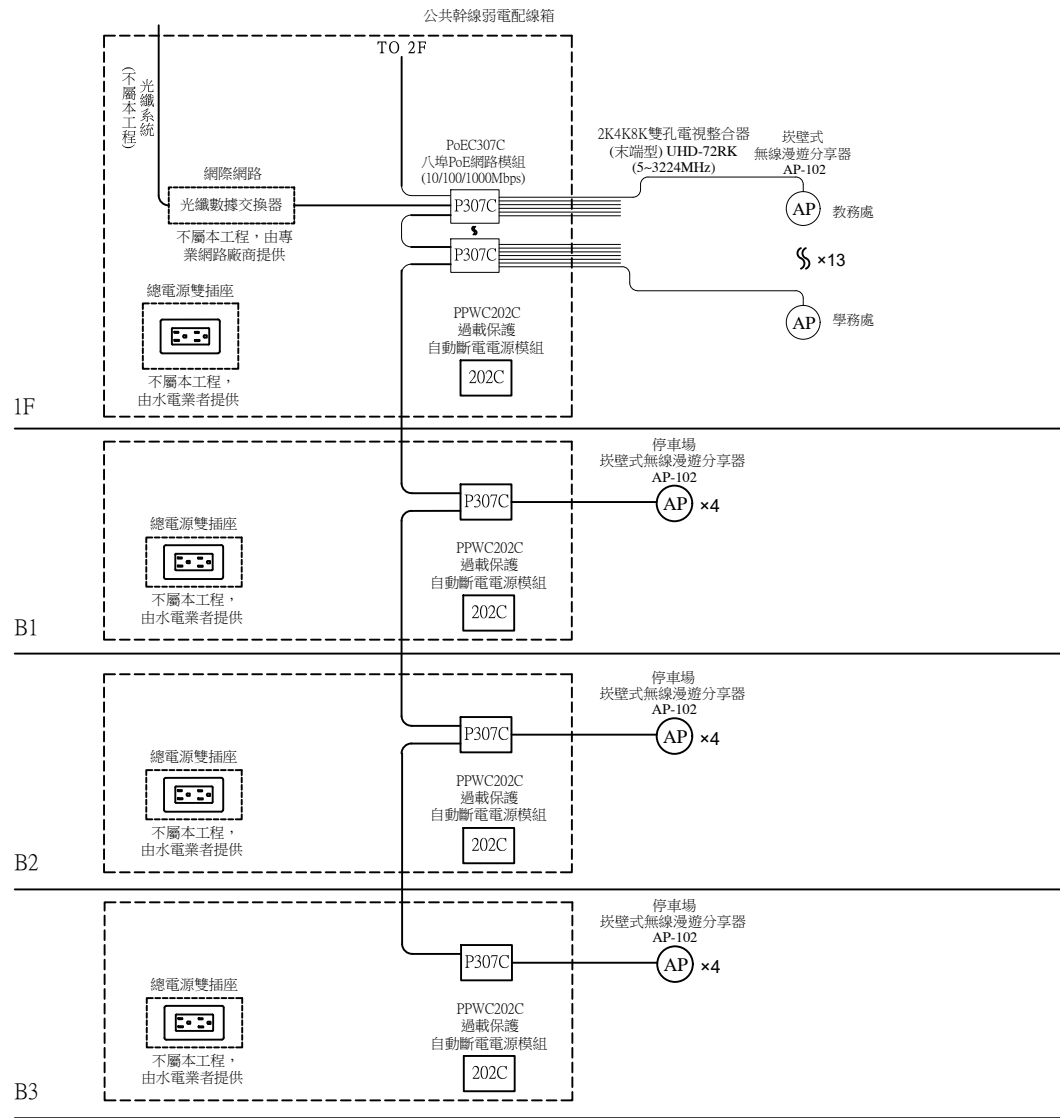 公共幹線弱電配線箱
TO 2F
光纖系統
(不屬本工程)
PoEC307C
八埠PoE網路模組
(10/100/1000Mbps)
2K4K8K雙孔電視整合器
(末端型) UHD-72RK
(5~3224MHz)
崁壁式
無線漫遊分享器
AP-102
網際網路
光纖數據交換器
不屬本工程，由專
業網路廠商提供
P307C
P307C
AP
教務處
×13
AP
學務處
總電源雙插座
不屬本工程，
由水電業者提供
PPWC202C
過載保護
自動斷電電源模組
202C
1F
停車場
崁壁式無線漫遊分享器
AP-102
P307C
AP
×4
總電源雙插座
不屬本工程，
由水電業者提供
PPWC202C
過載保護
自動斷電電源模組
202C
B1
停車場
崁壁式無線漫遊分享器
AP-102
P307C
AP
×4
總電源雙插座
不屬本工程，
由水電業者提供
PPWC202C
過載保護
自動斷電電源模組
202C
B2
停車場
崁壁式無線漫遊分享器
AP-102
P307C
AP
×4
總電源雙插座
不屬本工程，
由水電業者提供
PPWC202C
過載保護
自動斷電電源模組
202C
B3